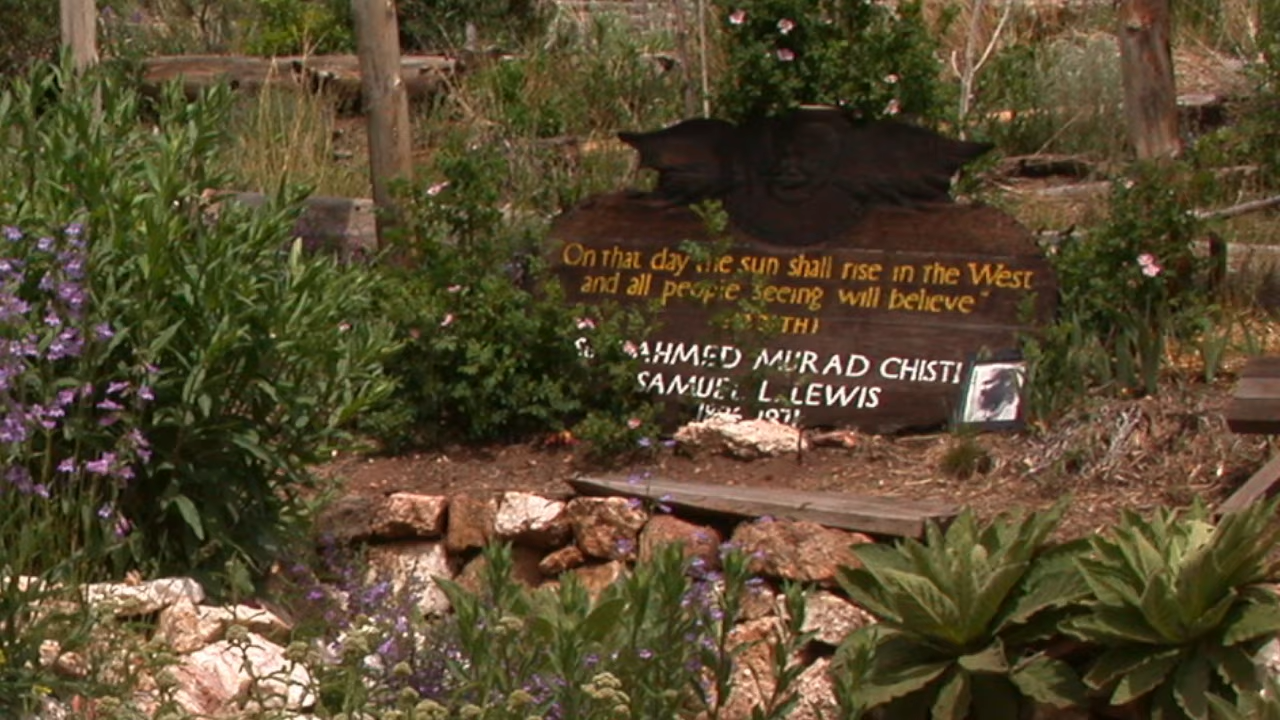 "On that day the sun shall rise in the West
and all people seeing will believe"
AHMED MURAD CHISTI
SAMUEL L. LEWIS
1971